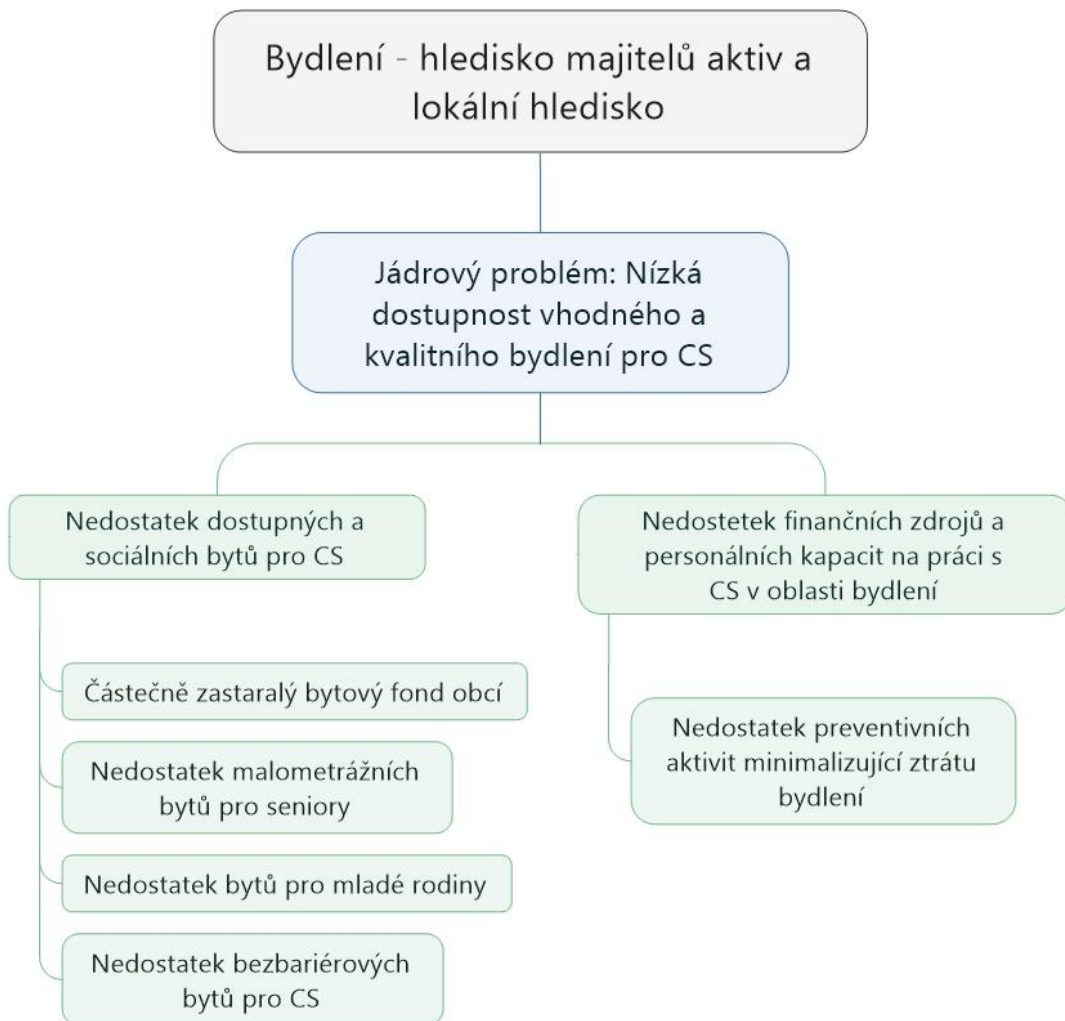 Bydlení - hledisko majitelů aktiv a
lokální hledisko
Jádrový problém: Nízká
dostupnost vhodného a
kvalitního bydlení pro CS
Nedostatek dostupných a
sociálních bytů pro CS
Částečně zastaralý bytový fond obcí
Nedostatek malometrážních
bytů pro seniory
Nedostatek bytů pro mladé rodiny
Nedostatek bezbariérových
bytů pro CS
Nedostetek finančních zdrojů a
personálních kapacit na práci s
CS v oblasti bydlení
Nedostatek preventivních
aktivit minimalizující ztrátu
bydlení